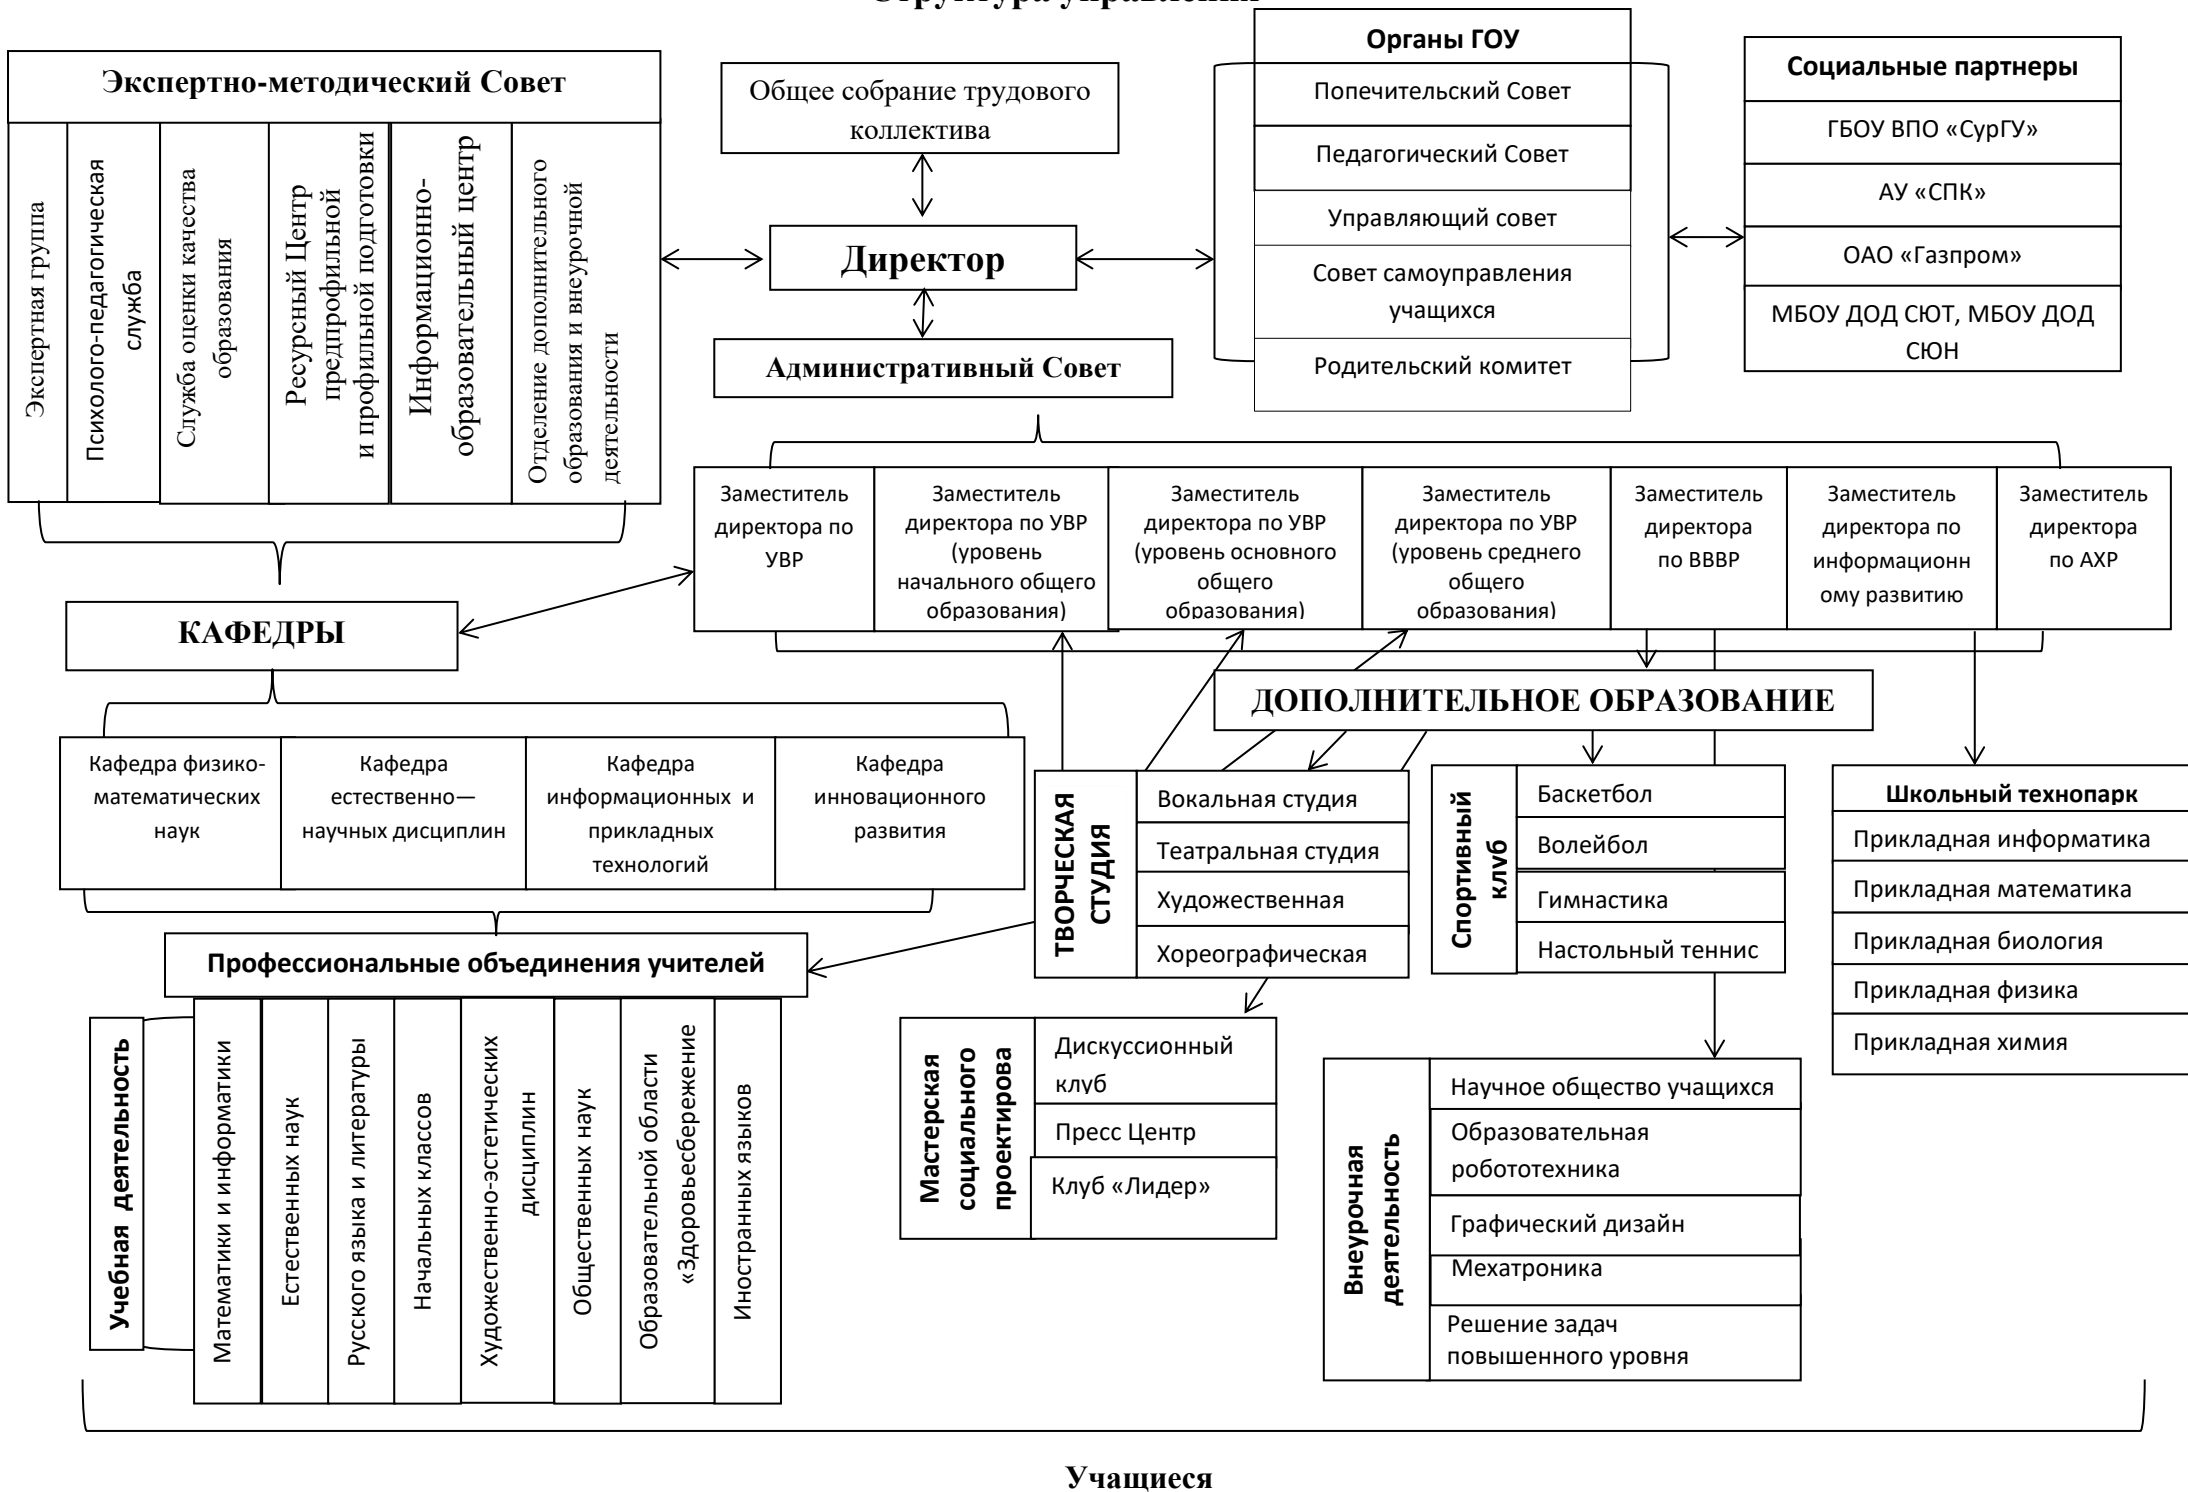 Структура управления
Экспертно-методический Совет
Экспертная группа
Психолого-педагогическая
служба
Служба оценки качества
образования
Ресурсный Центр
предпрофильной
и профильной подготовки
Информационно-
образовательный центр
Отделение дополнительного
образования и внеурочной
деятельности
Общее собрание трудового
коллектива
Директор
Административный Совет
Органы ГОУ
Попечительский Совет
Педагогический Совет
Управляющий совет
Совет самоуправления
учащихся
Родительский комитет
Социальные партнеры
ГБОУ ВПО «СурГУ»
АУ «СПК»
ОАО «Газпром»
МБОУ ДОД СЮТ, МБОУ ДОД
СЮН
Заместитель
директора по
УВР
Заместитель
директора по УВР
(уровень
начального общего
образования)
Заместитель
директора по УВР
(уровень основного
общего
образования)
Заместитель
директора по УВР
(уровень среднего
общего
образования)
Заместитель
директора
по ВВВР
Заместитель
директора по
информационн
ому развитию
Заместитель
директора
по АХР
КАФЕДРЫ
ДОПОЛНИТЕЛЬНОЕ ОБРАЗОВАНИЕ
Кафедра физико-
математических
наук
Кафедра
естественно—
научных дисциплин
Кафедра
информационных и
прикладных
технологий
Кафедра
инновационного
развития
ТВОРЧЕСКАЯ
СТУДИЯ
Вокальная студия
Театральная студия
Художественная
Хореографическая
Спортивный
клуб
Баскетбол
Волейбол
Гимнастика
Настольный теннис
Школьный технопарк
Прикладная информатика
Прикладная математика
Прикладная биология
Прикладная физика
Прикладная химия
Профессиональные объединения учителей
Учебная деятельность
Математики и информатики
Естественных наук
Русского языка и литературы
Начальных классов
Художественно-эстетических
дисциплин
Общественных наук
Образовательной области
«Здоровьесбережение
Иностранных языков
Мастерская
социального
проектирова
Дискуссионный
клуб
Пресс Центр
Клуб «Лидер»
Внеурочная
деятельность
Научное общество учащихся
Образовательная
робототехника
Графический дизайн
Мехатроника
Решение задач
повышенного уровня
Учащиеся